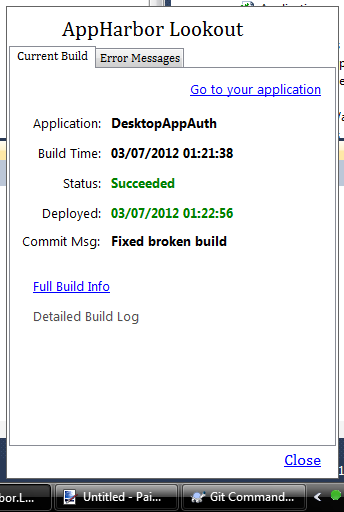 AppHarbor Lookout
Current Build
Error Messages
Go to your application
Application: DesktopAppAuth
Build Time: 03/07/2012 01:21:38
Status: Succeeded
Deployed: 03/07/2012 01:22:56
Commit Msg: Fixed broken build
Full Build Info
Detailed Build Log
Close
bor.L...
Untitled - Pai...
Git Command...